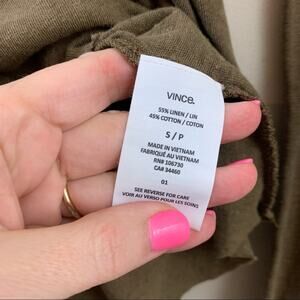 VINCE.
55% LINEN / LIN
45% COTTON / COTON
S / P
MADE IN VIETNAM
FABRIQUÉ AU VIETNAM
RN# 106730
CA# 34460
01
SEE REVERSE FOR CARE
VOIR AU VERSO POUR LES SOINS